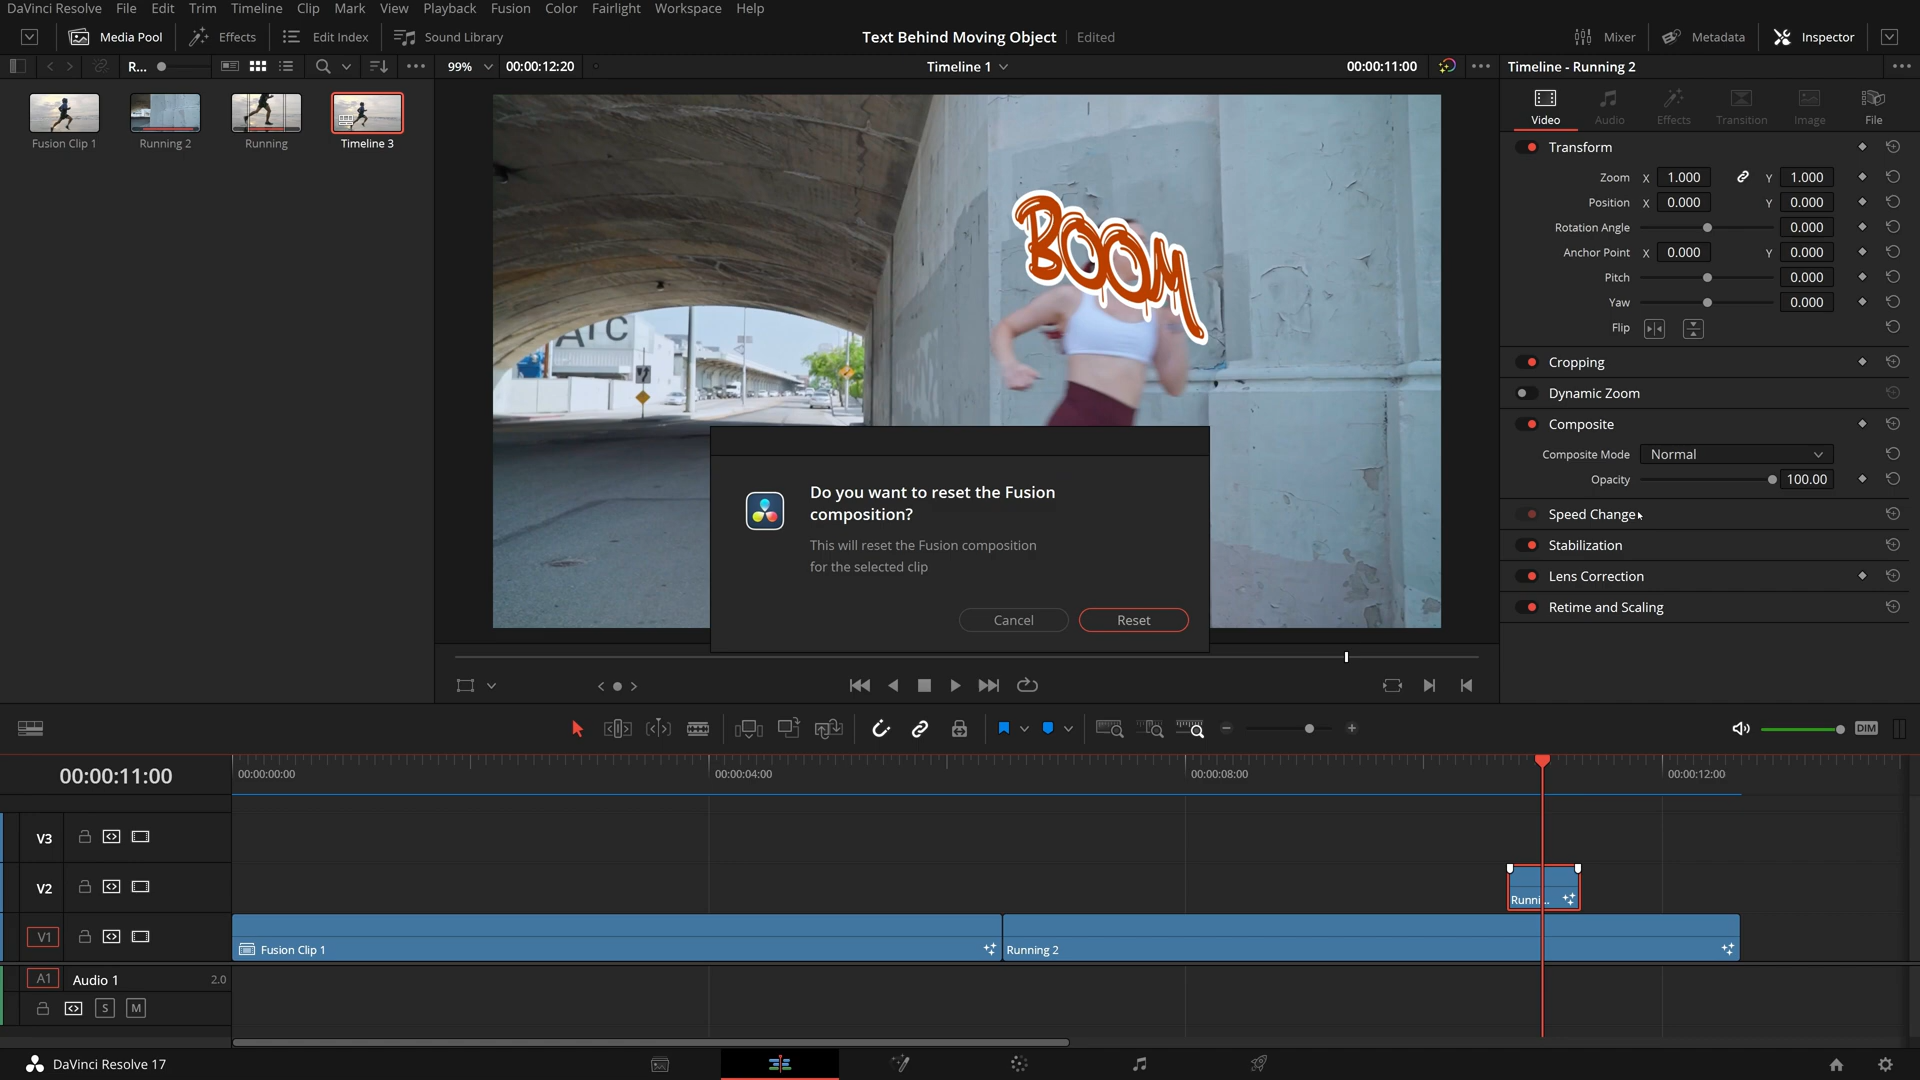 DaVinci Resolve File Edit Trim Timeline Clip Mark View Playback Fusion Color Fairlight Workspace Help
Media Pool Effects Edit Index Sound Library Text Behind Moving Object Edited Mixer Metadata Inspector
R... 99% 00:00:12:20 Timeline 1 00:00:11:00 Timeline - Running 2
Fusion Clip 1 Running 2 Running Timeline 3
Video Audio Effects Transition Image File
Transform
Zoom X 1.000 Y 1.000
Position X 0.000 Y 0.000
Rotation Angle 0.000
Anchor Point X 0.000 Y 0.000
Pitch 0.000
Yaw 0.000
Flip
Cropping
Dynamic Zoom
Composite
Composite Mode Normal
Opacity 100.00
Speed Change
Stabilization
Lens Correction
Retime and Scaling
BOOM
ATC
Do you want to reset the Fusion
composition?
This will reset the Fusion composition
for the selected clip
Cancel Reset
DIM
00:00:11:00 00:00:00:00 00:00:04:00 00:00:08:00 00:00:12:00
V3
V2 Runni...
V1 Fusion Clip 1 Running 2
A1 Audio 1 2.0
S M
DaVinci Resolve 17